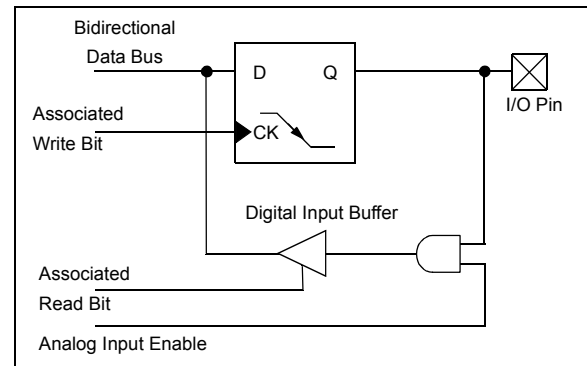 Bidirectional
Data Bus
D
Q
I/O Pin
Associated
CK
Write Bit
Digital Input Buffer
Associated
Read Bit
Analog Input Enable